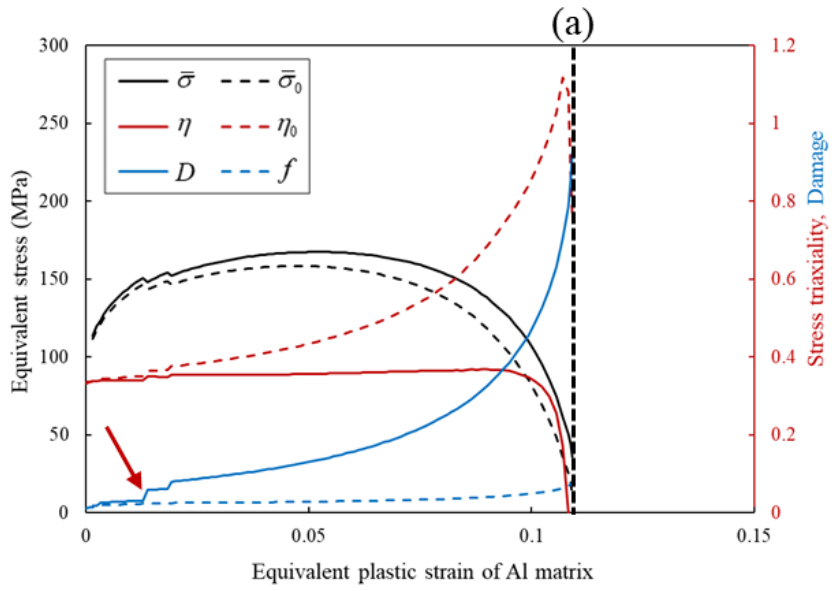 (a)
300
250
200
150
100
50
0
Equivalent stress (MPa)
σ̄ σ̄₀
η η₀
D f
1.2
1
0.8
0.6
0.4
0.2
0
Stress triaxiality, Damage
0 0.05 0.1 0.15
Equivalent plastic strain of Al matrix